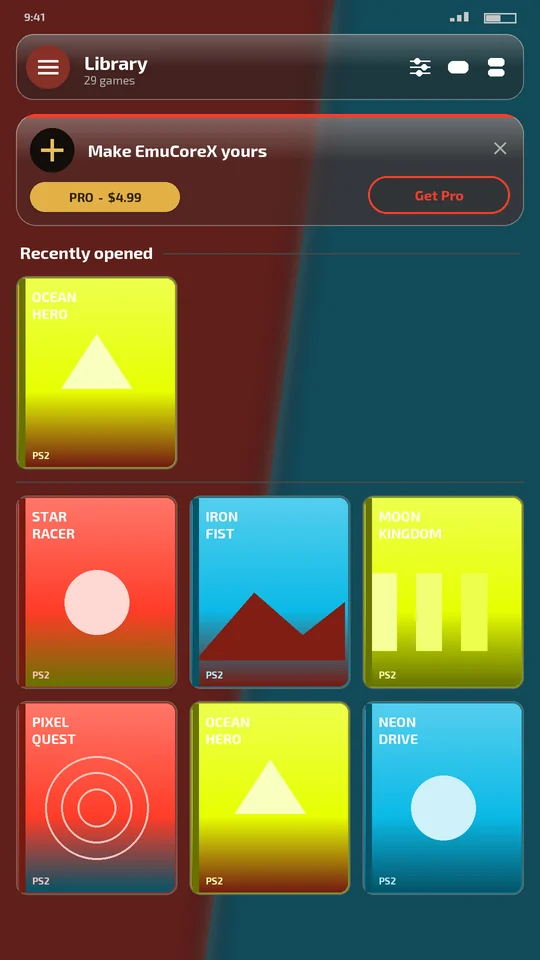 9:41
Library
29 games
Make EmuCoreX yours
PRO - $4.99
Get Pro
Recently opened
OCEAN
HERO
PS2
STAR
RACER
PS2
IRON
FIST
PS2
MOON
KINGDOM
PS2
PIXEL
QUEST
PS2
OCEAN
HERO
PS2
NEON
DRIVE
PS2